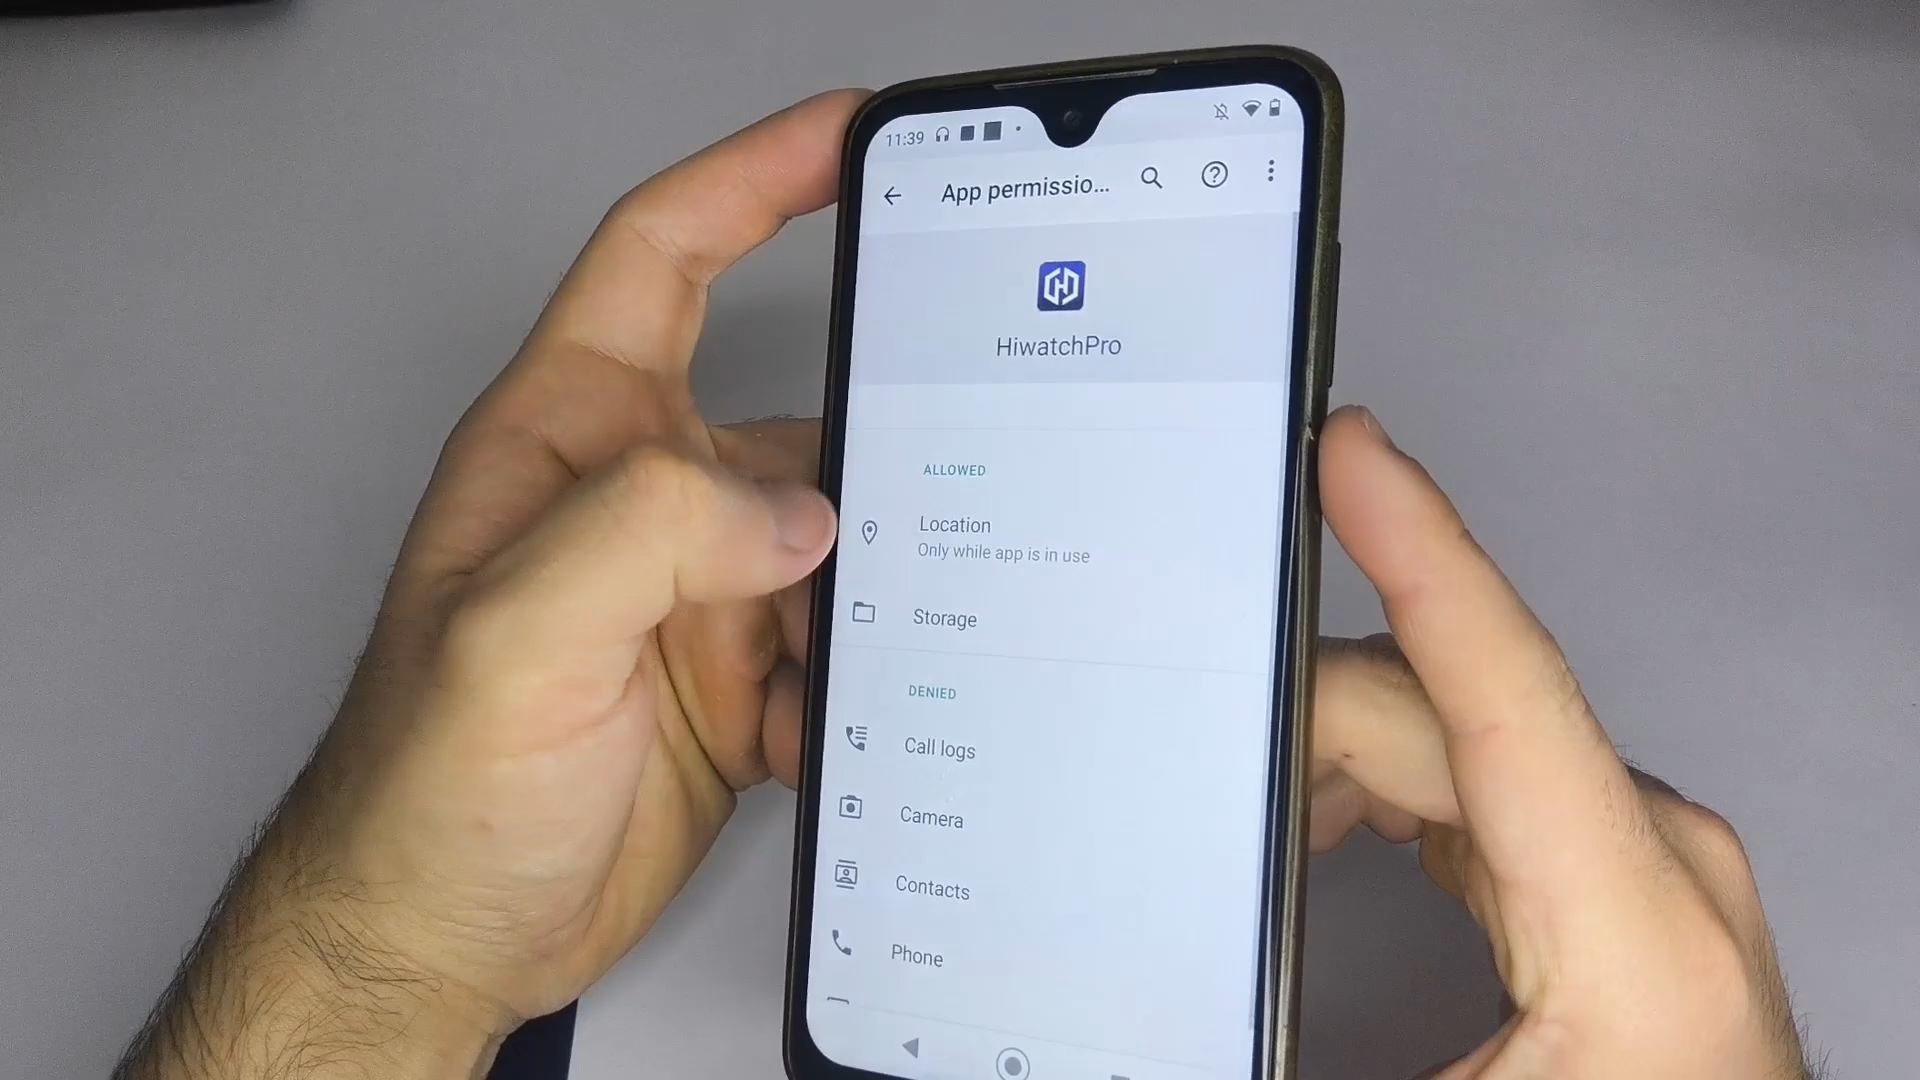 11:39
App permissio...
HiwatchPro
ALLOWED
Location
Only while app is in use
Storage
DENIED
Call logs
Camera
Contacts
Phone